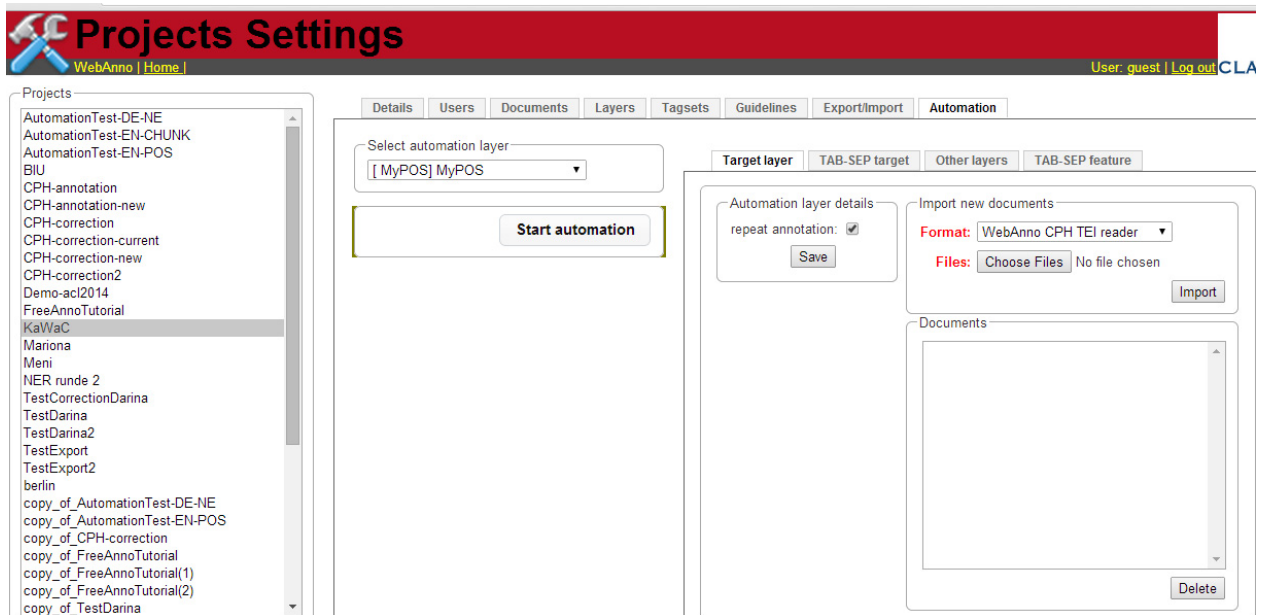 Projects Settings
WebAnno | Home |
User: guest | Log out CLA
Projects
AutomationTest-DE-NE
AutomationTest-EN-CHUNK
AutomationTest-EN-POS
BIU
CPH-annotation
CPH-annotation-new
CPH-correction
CPH-correction-current
CPH-correction-new
CPH-correction2
Demo-acl2014
FreeAnnoTutorial
KaWaC
Mariona
Meni
NER runde 2
TestCorrectionDarina
TestDarina
TestDarina2
TestExport
TestExport2
berlin
copy_of_AutomationTest-DE-NE
copy_of_AutomationTest-EN-POS
copy_of_CPH-correction
copy_of_FreeAnnoTutorial
copy_of_FreeAnnoTutorial(1)
copy_of_FreeAnnoTutorial(2)
copy_of_TestDarina
Details Users Documents Layers Tagsets Guidelines Export/Import Automation
Select automation layer
[ MyPOS] MyPOS
Start automation
Target layer TAB-SEP target Other layers TAB-SEP feature
Automation layer details
repeat annotation:
Save
Import new documents
Format: WebAnno CPH TEI reader
Files: Choose Files No file chosen
Import
Documents
Delete